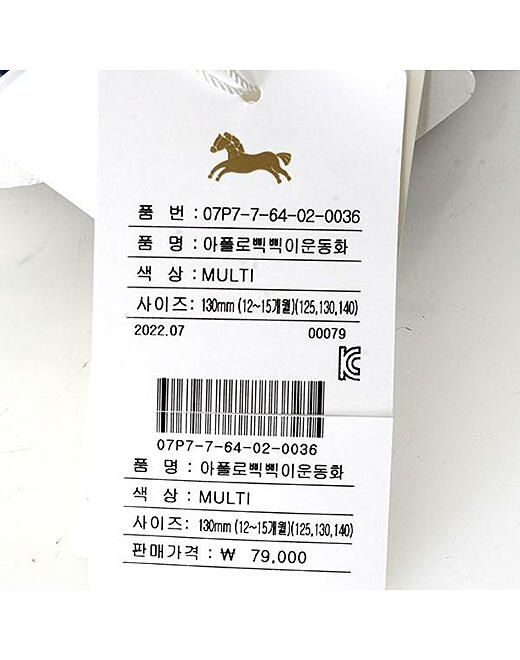 품 번 : 07P7-7-64-02-0036
품 명 : 아폴로삑삑이운동화
색 상 : MULTI
사이즈: 130mm (12~15개월)(125,130,140)
2022.07 00079
07P7-7-64-02-0036
품 명 : 아폴로삑삑이운동화
색 상 : MULTI
사이즈: 130mm (12~15개월)(125,130,140)
판매가격 : ₩ 79,000